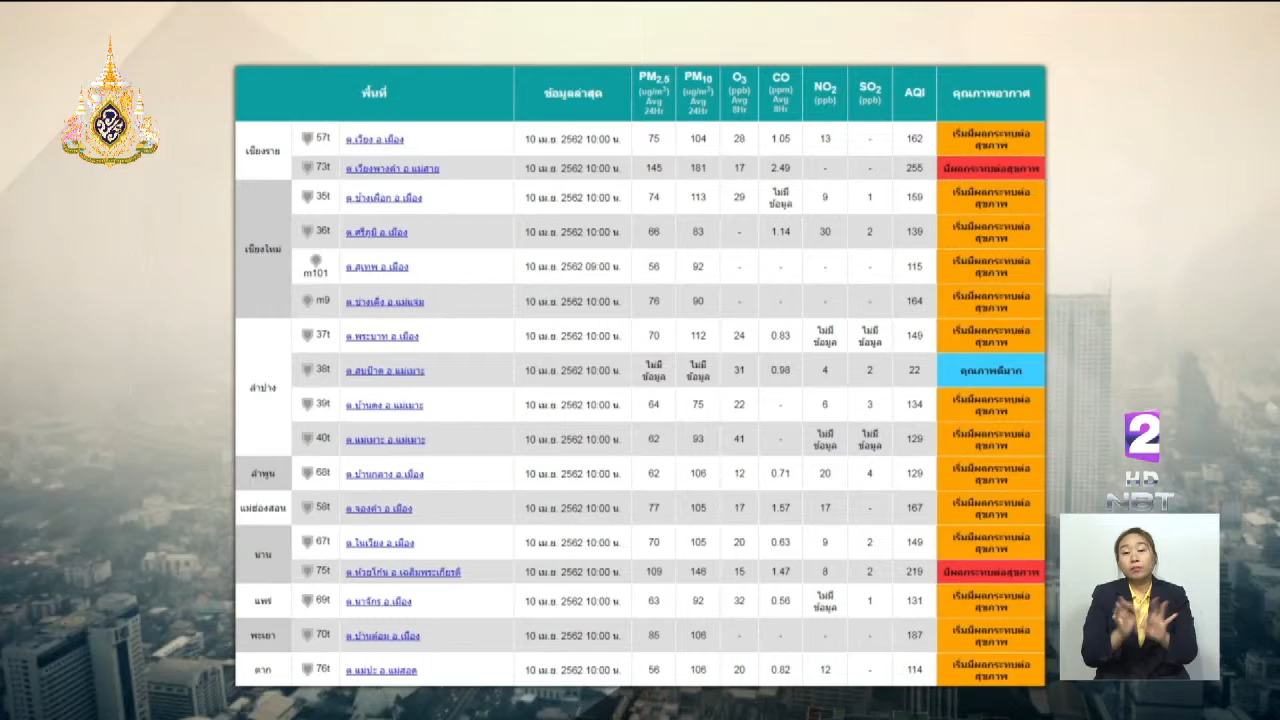 พื้นที่ ข้อมูลล่าสุด PM2.5 (ug/m3) Avg 24Hr PM10 (ug/m3) Avg 24Hr O3 (ppb) Avg 8Hr CO (ppm) Avg 8Hr NO2 (ppb) SO2 (ppb) AQI คุณภาพอากาศ
เชียงราย 57t ต.เวียง อ.เมือง 10 เม.ย. 2562 10:00 น. 75 104 28 1.05 13 - 162 เริ่มมีผลกระทบต่อสุขภาพ
73t ต.เวียงพางคำ อ.แม่สาย 10 เม.ย. 2562 10:00 น. 145 181 17 2.49 - - 255 มีผลกระทบต่อสุขภาพ
เชียงใหม่ 35t ต.ช้างเผือก อ.เมือง 10 เม.ย. 2562 10:00 น. 74 113 29 ไม่มีข้อมูล 9 1 159 เริ่มมีผลกระทบต่อสุขภาพ
36t ต.ศรีภูมิ อ.เมือง 10 เม.ย. 2562 10:00 น. 66 83 - 1.14 30 2 139 เริ่มมีผลกระทบต่อสุขภาพ
m101 ต.สุเทพ อ.เมือง 10 เม.ย. 2562 09:00 น. 56 92 - - - - 115 เริ่มมีผลกระทบต่อสุขภาพ
m9 ต.ช่างเคิ่ง อ.แม่แจ่ม 10 เม.ย. 2562 10:00 น. 76 90 - - - - 164 เริ่มมีผลกระทบต่อสุขภาพ
ลำปาง 37t ต.พระบาท อ.เมือง 10 เม.ย. 2562 10:00 น. 70 112 24 0.83 ไม่มีข้อมูล ไม่มีข้อมูล 149 เริ่มมีผลกระทบต่อสุขภาพ
38t ต.สบป้าด อ.แม่เมาะ 10 เม.ย. 2562 10:00 น. ไม่มีข้อมูล ไม่มีข้อมูล 31 0.98 4 2 22 คุณภาพดีมาก
39t ต.บ้านดง อ.แม่เมาะ 10 เม.ย. 2562 10:00 น. 64 75 22 - 6 3 134 เริ่มมีผลกระทบต่อสุขภาพ
40t ต.แม่เมาะ อ.แม่เมาะ 10 เม.ย. 2562 10:00 น. 62 93 41 - ไม่มีข้อมูล ไม่มีข้อมูล 129 เริ่มมีผลกระทบต่อสุขภาพ
ลำพูน 68t ต.บ้านกลาง อ.เมือง 10 เม.ย. 2562 10:00 น. 62 106 12 0.71 20 4 129 เริ่มมีผลกระทบต่อสุขภาพ
แม่ฮ่องสอน 58t ต.จองคำ อ.เมือง 10 เม.ย. 2562 10:00 น. 77 105 17 1.57 17 - 167 เริ่มมีผลกระทบต่อสุขภาพ
น่าน 67t ต.ในเวียง อ.เมือง 10 เม.ย. 2562 10:00 น. 70 105 20 0.63 9 2 149 เริ่มมีผลกระทบต่อสุขภาพ
75t ต.ห้วยโก๋น อ.เฉลิมพระเกียรติ 10 เม.ย. 2562 10:00 น. 109 146 15 1.47 8 2 219 มีผลกระทบต่อสุขภาพ
แพร่ 69t ต.นาจักร อ.เมือง 10 เม.ย. 2562 10:00 น. 63 92 32 0.56 ไม่มีข้อมูล 1 131 เริ่มมีผลกระทบต่อสุขภาพ
พะเยา 70t ต.บ้านต๋อม อ.เมือง 10 เม.ย. 2562 10:00 น. 85 106 - - - - 187 เริ่มมีผลกระทบต่อสุขภาพ
ตาก 76t ต.แม่ปะ อ.แม่สอด 10 เม.ย. 2562 10:00 น. 56 106 20 0.82 12 - 114 เริ่มมีผลกระทบต่อสุขภาพ
2
HD
NBT